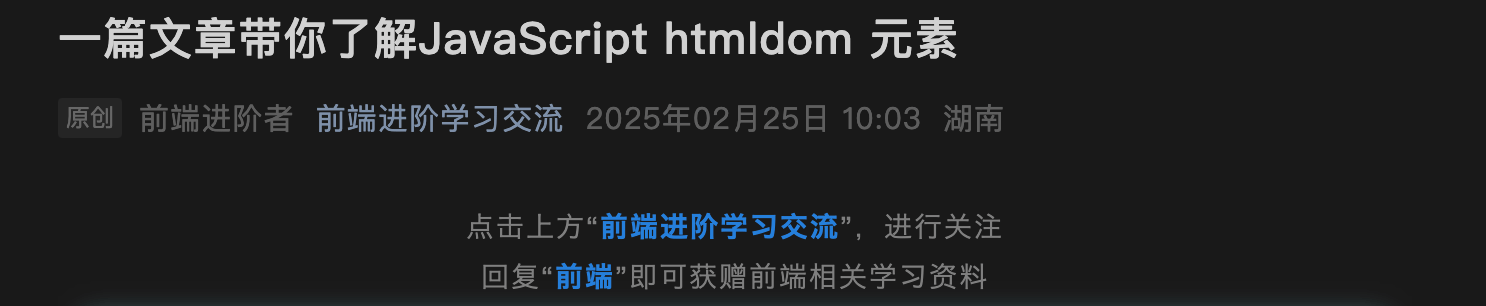 一篇文章带你了解JavaScript htmldom 元素
原创 前端进阶者 前端进阶学习交流 2025年02月25日 10:03 湖南
点击上方“前端进阶学习交流”，进行关注
回复“前端”即可获赠前端相关学习资料